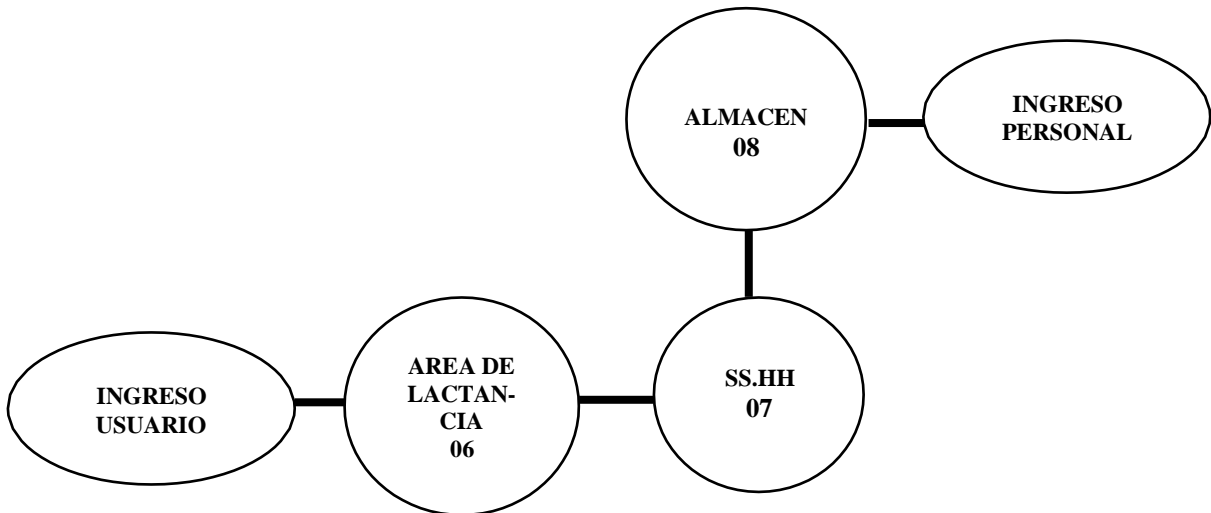 ALMACEN
08
INGRESO
PERSONAL
INGRESO
USUARIO
AREA DE
LACTAN-
CIA
06
SS.HH
07